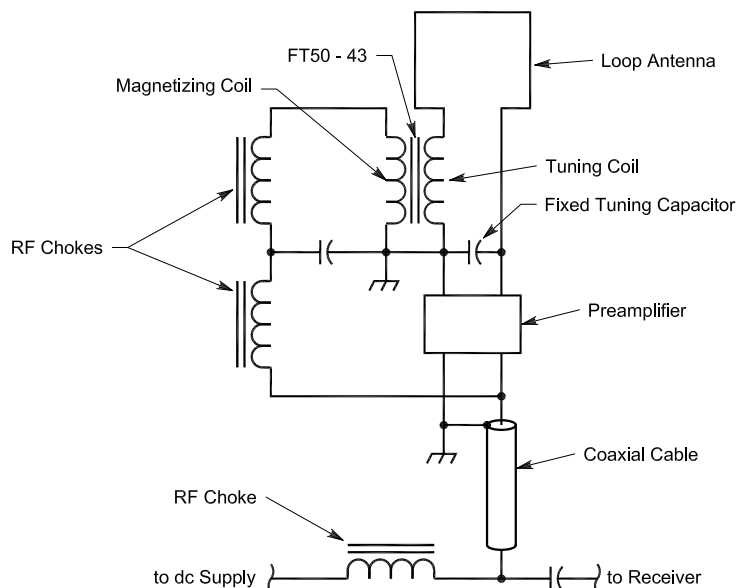 FT50 - 43
Loop Antenna
Magnetizing Coil
Tuning Coil
Fixed Tuning Capacitor
RF Chokes
Preamplifier
Coaxial Cable
RF Choke
to dc Supply
to Receiver